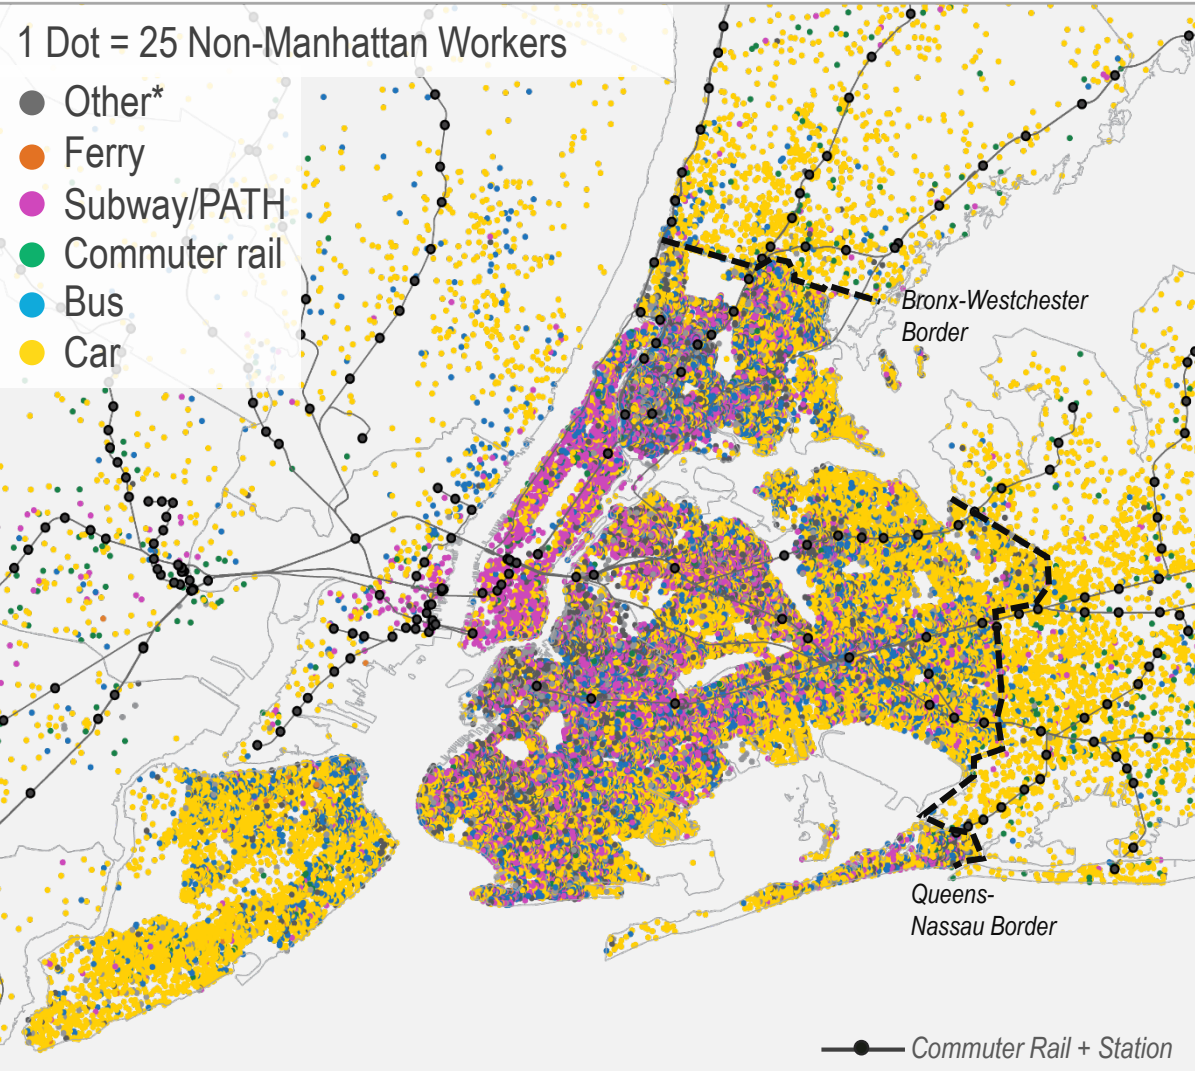 1 Dot = 25 Non-Manhattan Workers
Other*
Ferry
Subway/PATH
Commuter rail
Bus
Car
Bronx-Westchester
Border
Queens-
Nassau Border
Commuter Rail + Station